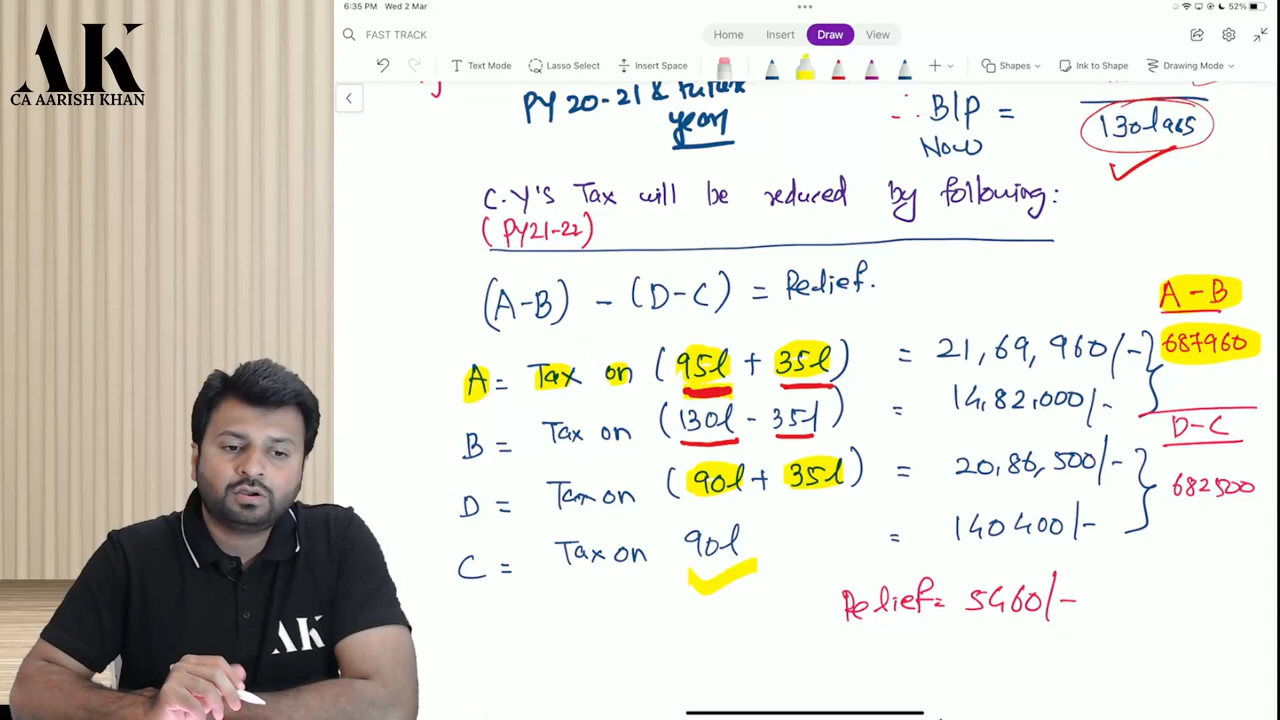 6:35 PM Wed 2 Mar
52%
AK
CA AARISH KHAN
FAST TRACK
Home Insert Draw View
Text Mode Lasso Select Insert Space Shapes Ink to Shape Drawing Mode
PY 20-21 & future
year
∴ B/P =
Now
130 lacs
C.Y's Tax will be reduced by following:
(PY21-22)
(A-B) - (D-C) = Relief.
A-B
687960
A = Tax on (95l + 35l) = 21,69,960/-
B = Tax on (130l - 35l) = 14,82,000/-
D-C
682500
D = Tax on (90l + 35l) = 20,86,500/-
C = Tax on 90l = 140400/-
Relief = 5460/-
AK